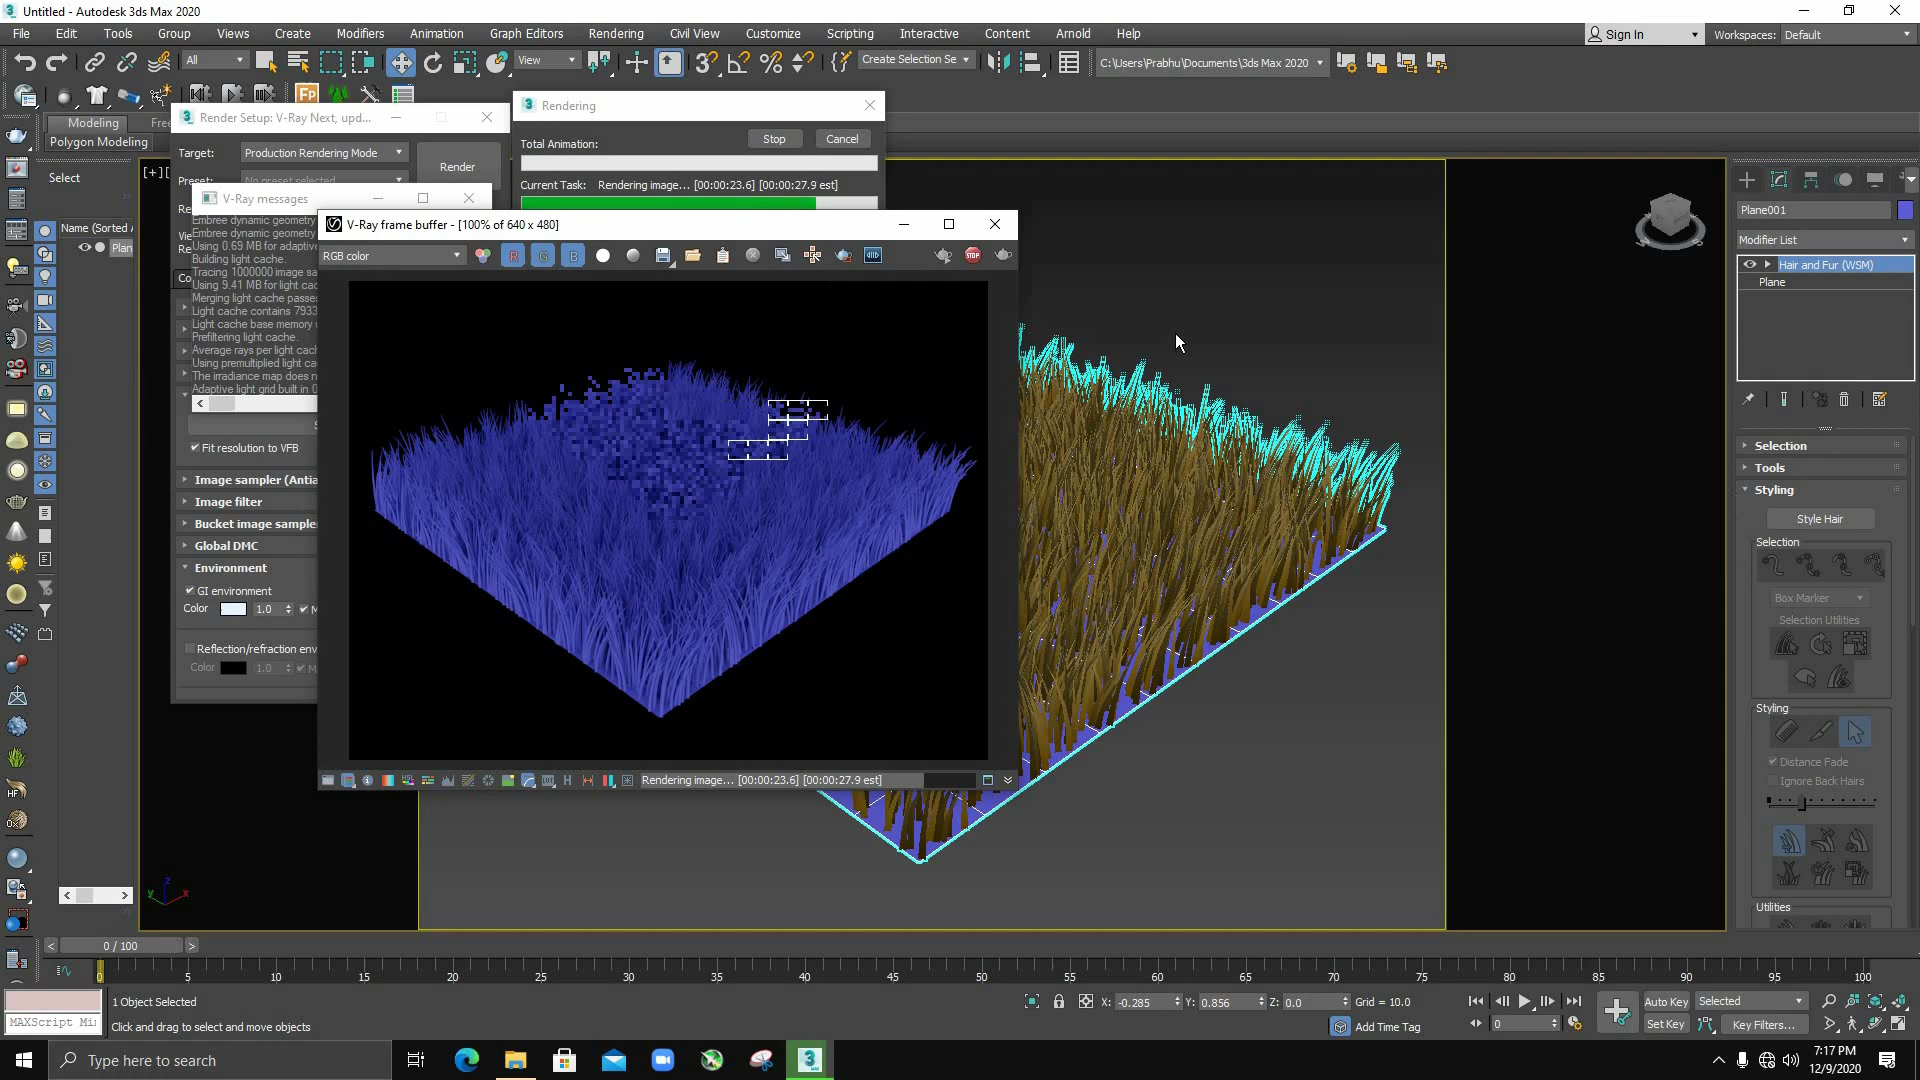 Untitled - Autodesk 3ds Max 2020
File Edit Tools Group Views Create Modifiers Animation Graph Editors Rendering Civil View Customize Scripting Interactive Content Arnold Help
Sign In
Workspaces: Default
All
View
Create Selection Se
C:\Users\Prabhu\Documents\3ds Max 2020
Modeling
Free
Polygon Modeling
Select
Name (Sorted A
Plan
Render Setup: V-Ray Next, upd...
Target: Production Rendering Mode
Preset: No preset selected
Render
Rendering
Total Animation:
Stop
Cancel
Current Task: Rendering image... [00:00:23.6] [00:00:27.9 est]
V-Ray messages
Embree dynamic geometry
Embree dynamic geometry
Using 0.69 MB for adaptive
Building light cache.
Tracing 1000000 image sa
Using 9.41 MB for light cac
Merging light cache passes
Light cache contains 7933
Light cache base memory
Prefiltering light cache.
Average rays per light cach
Using premultiplied light ca
The irradiance map does n
Adaptive light grid built in 0
Fit resolution to VFB
Image sampler (Antia
Image filter
Bucket image sample
Global DMC
Environment
GI environment
Color 1.0 M
Reflection/refraction env
Color 1.0 M
V-Ray frame buffer - [100% of 640 x 480]
RGB color
R G B
STOP
Rendering image... [00:00:23.6] [00:00:27.9 est]
Plane001
Modifier List
Hair and Fur (WSM)
Plane
Selection
Tools
Styling
Style Hair
Selection
Box Marker
Selection Utilities
Styling
Distance Fade
Ignore Back Hairs
Utilities
0 / 100
0 5 10 15 20 25 30 35 40 45 50 55 60 65 70 75 80 85 90 95 100
1 Object Selected
X: -0.285 Y: 0.856 Z: 0.0 Grid = 10.0
Auto Key Selected
MAXScript Mi
Click and drag to select and move objects
Add Time Tag
0
Set Key
Key Filters...
Type here to search
7:17 PM
12/9/2020